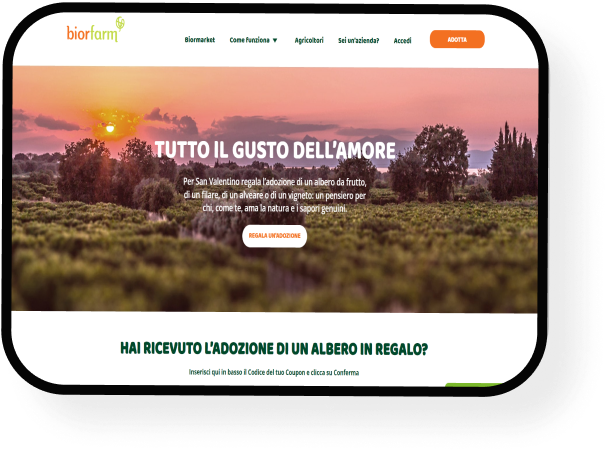 biorfarm
Biormarket Come funziona ▼ Agricoltori Sei un'azienda? Accedi ADOTTA
TUTTO IL GUSTO DELL'AMORE
Per San Valentino regala l'adozione di un albero da frutto,
di un filare, di un alveare o di un vigneto: un pensiero per
chi, come te, ama la natura e i sapori genuini.
REGALA UN'ADOZIONE
HAI RICEVUTO L'ADOZIONE DI UN ALBERO IN REGALO?
Inserisci qui in basso il Codice del tuo Coupon e clicca su Conferma